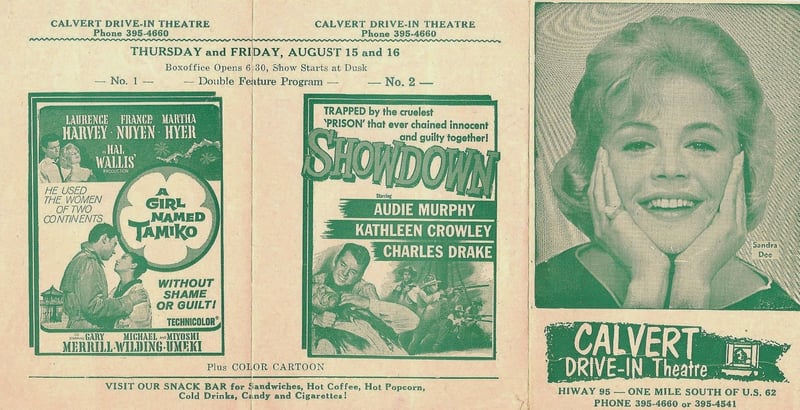 CALVERT DRIVE-IN THEATRE
Phone 395-4660
CALVERT DRIVE-IN THEATRE
Phone 395-4660
THURSDAY and FRIDAY, AUGUST 15 and 16
Boxoffice Opens 6:30, Show Starts at Dusk
— No. 1 — Double Feature Program — No. 2 —
LAURENCE HARVEY
FRANCE NUYEN
MARTHA HYER
IN HAL WALLIS'
PRODUCTION
HE USED
THE WOMEN
OF TWO
CONTINENTS
A
GIRL
NAMED
TAMIKO
WITHOUT
SHAME
OR GUILT!
TECHNICOLOR®
GARY MERRILL
MICHAEL WILDING
AND MIYOSHI UMEKI
TRAPPED by the cruelest
'PRISON' that ever chained innocent
and guilty together!
SHOWDOWN
Starring
AUDIE MURPHY
KATHLEEN CROWLEY
CHARLES DRAKE
Plus COLOR CARTOON
VISIT OUR SNACK BAR for Sandwiches, Hot Coffee, Hot Popcorn,
Cold Drinks, Candy and Cigarettes!
Sandra
Dee
CALVERT
DRIVE-IN Theatre
HIWAY 95 — ONE MILE SOUTH OF U.S. 62
PHONE 395-4660 or 395-4541